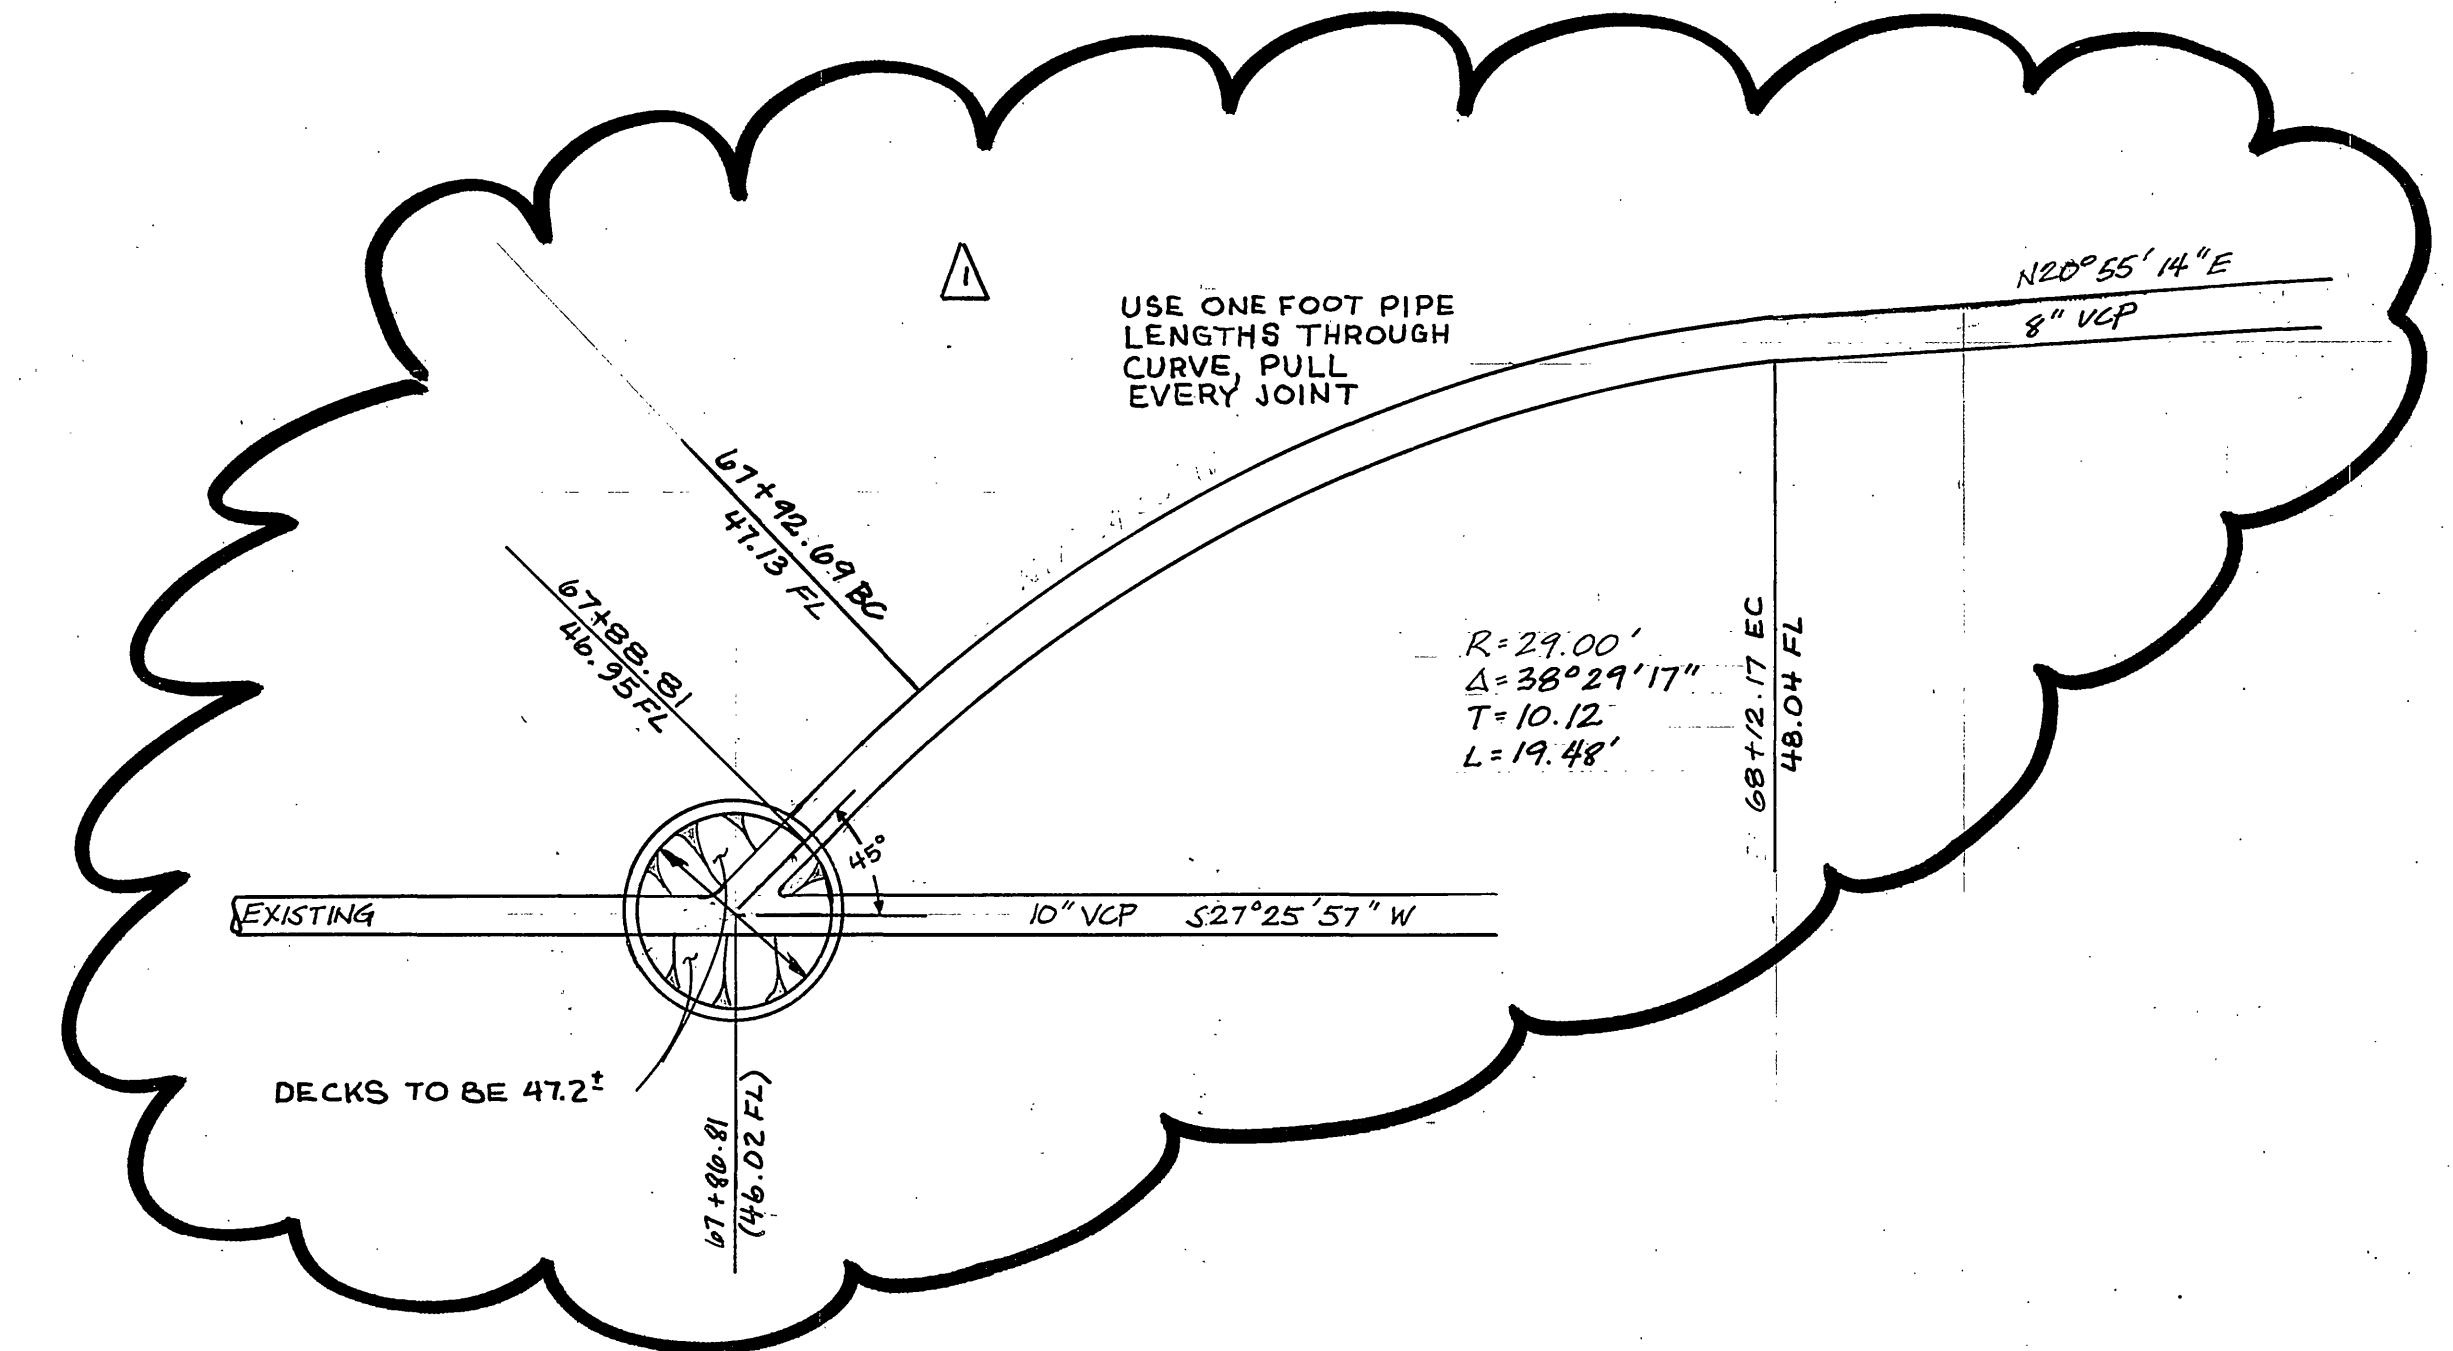 1
USE ONE FOOT PIPE
LENGTHS THROUGH
CURVE, PULL
EVERY JOINT
N20°55'14"E
8" VCP
67+92.69 BC
47.13 FL
67+88.81
46.95 FL
R=29.00'
Δ=38°29'17"
T=10.12
L=19.48'
68+12.17 EC
48.04 FL
45°
EXISTING
10" VCP S27°25'57" W
DECKS TO BE 47.2±
67+86.81
(46.02 FL)